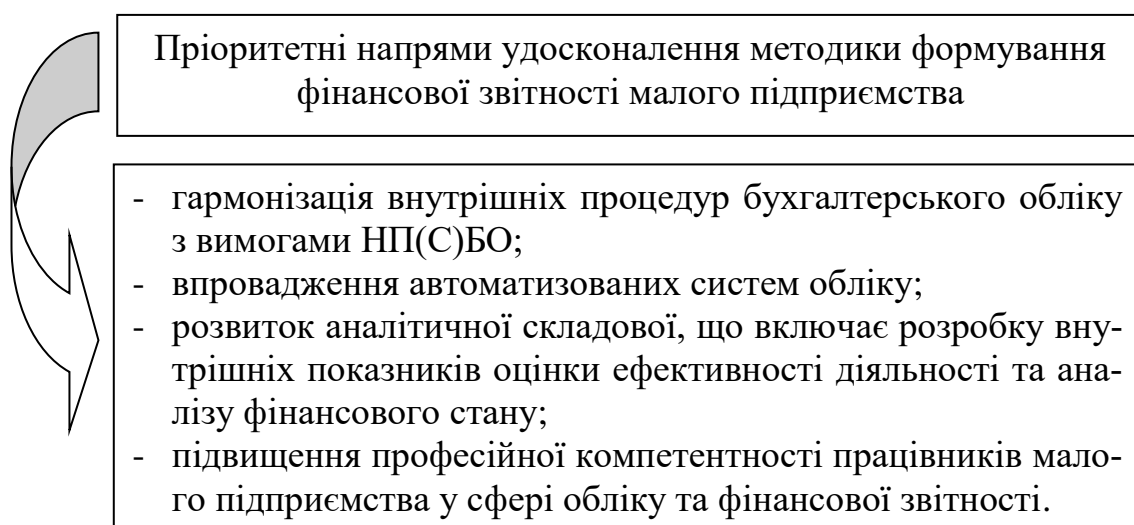 Пріоритетні напрями удосконалення методики формування
фінансової звітності малого підприємства
- гармонізація внутрішніх процедур бухгалтерського обліку
з вимогами НП(С)БО;
- впровадження автоматизованих систем обліку;
- розвиток аналітичної складової, що включає розробку вну-
трішніх показників оцінки ефективності діяльності та ана-
лізу фінансового стану;
- підвищення професійної компетентності працівників мало-
го підприємства у сфері обліку та фінансової звітності.